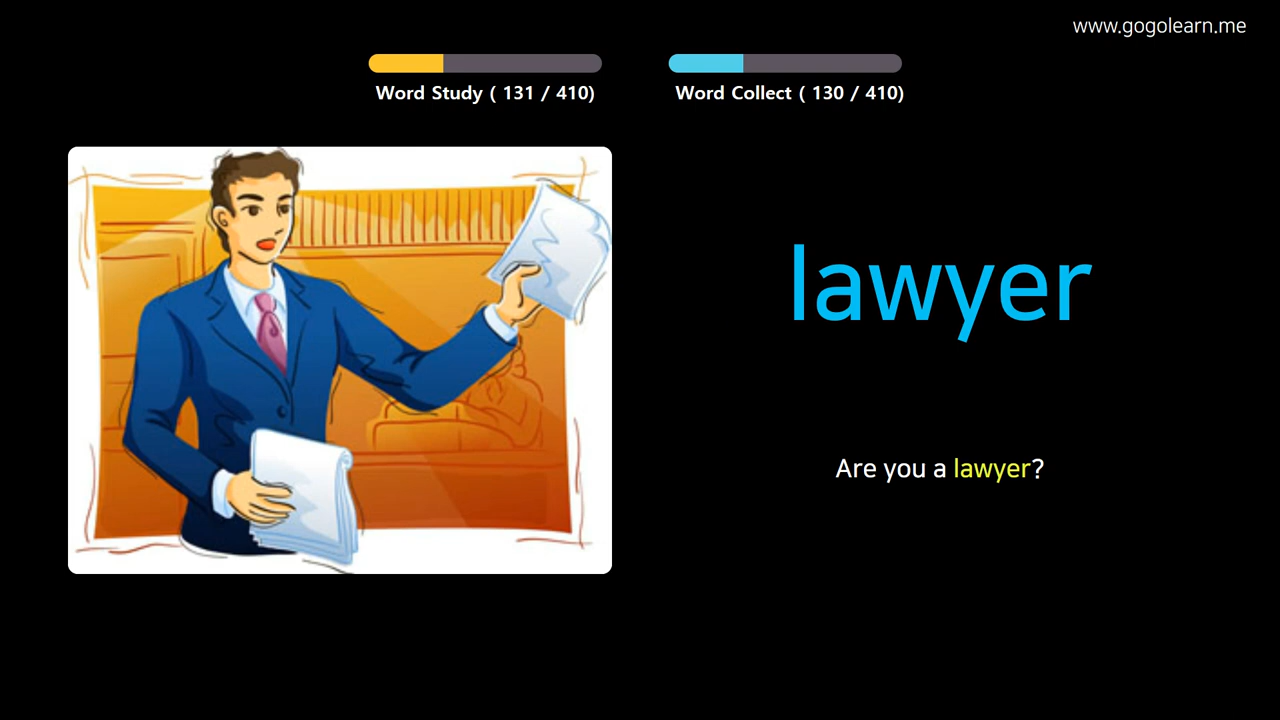 www.gogolearn.me
Word Study ( 131 / 410)
Word Collect ( 130 / 410)
lawyer
Are you a lawyer?